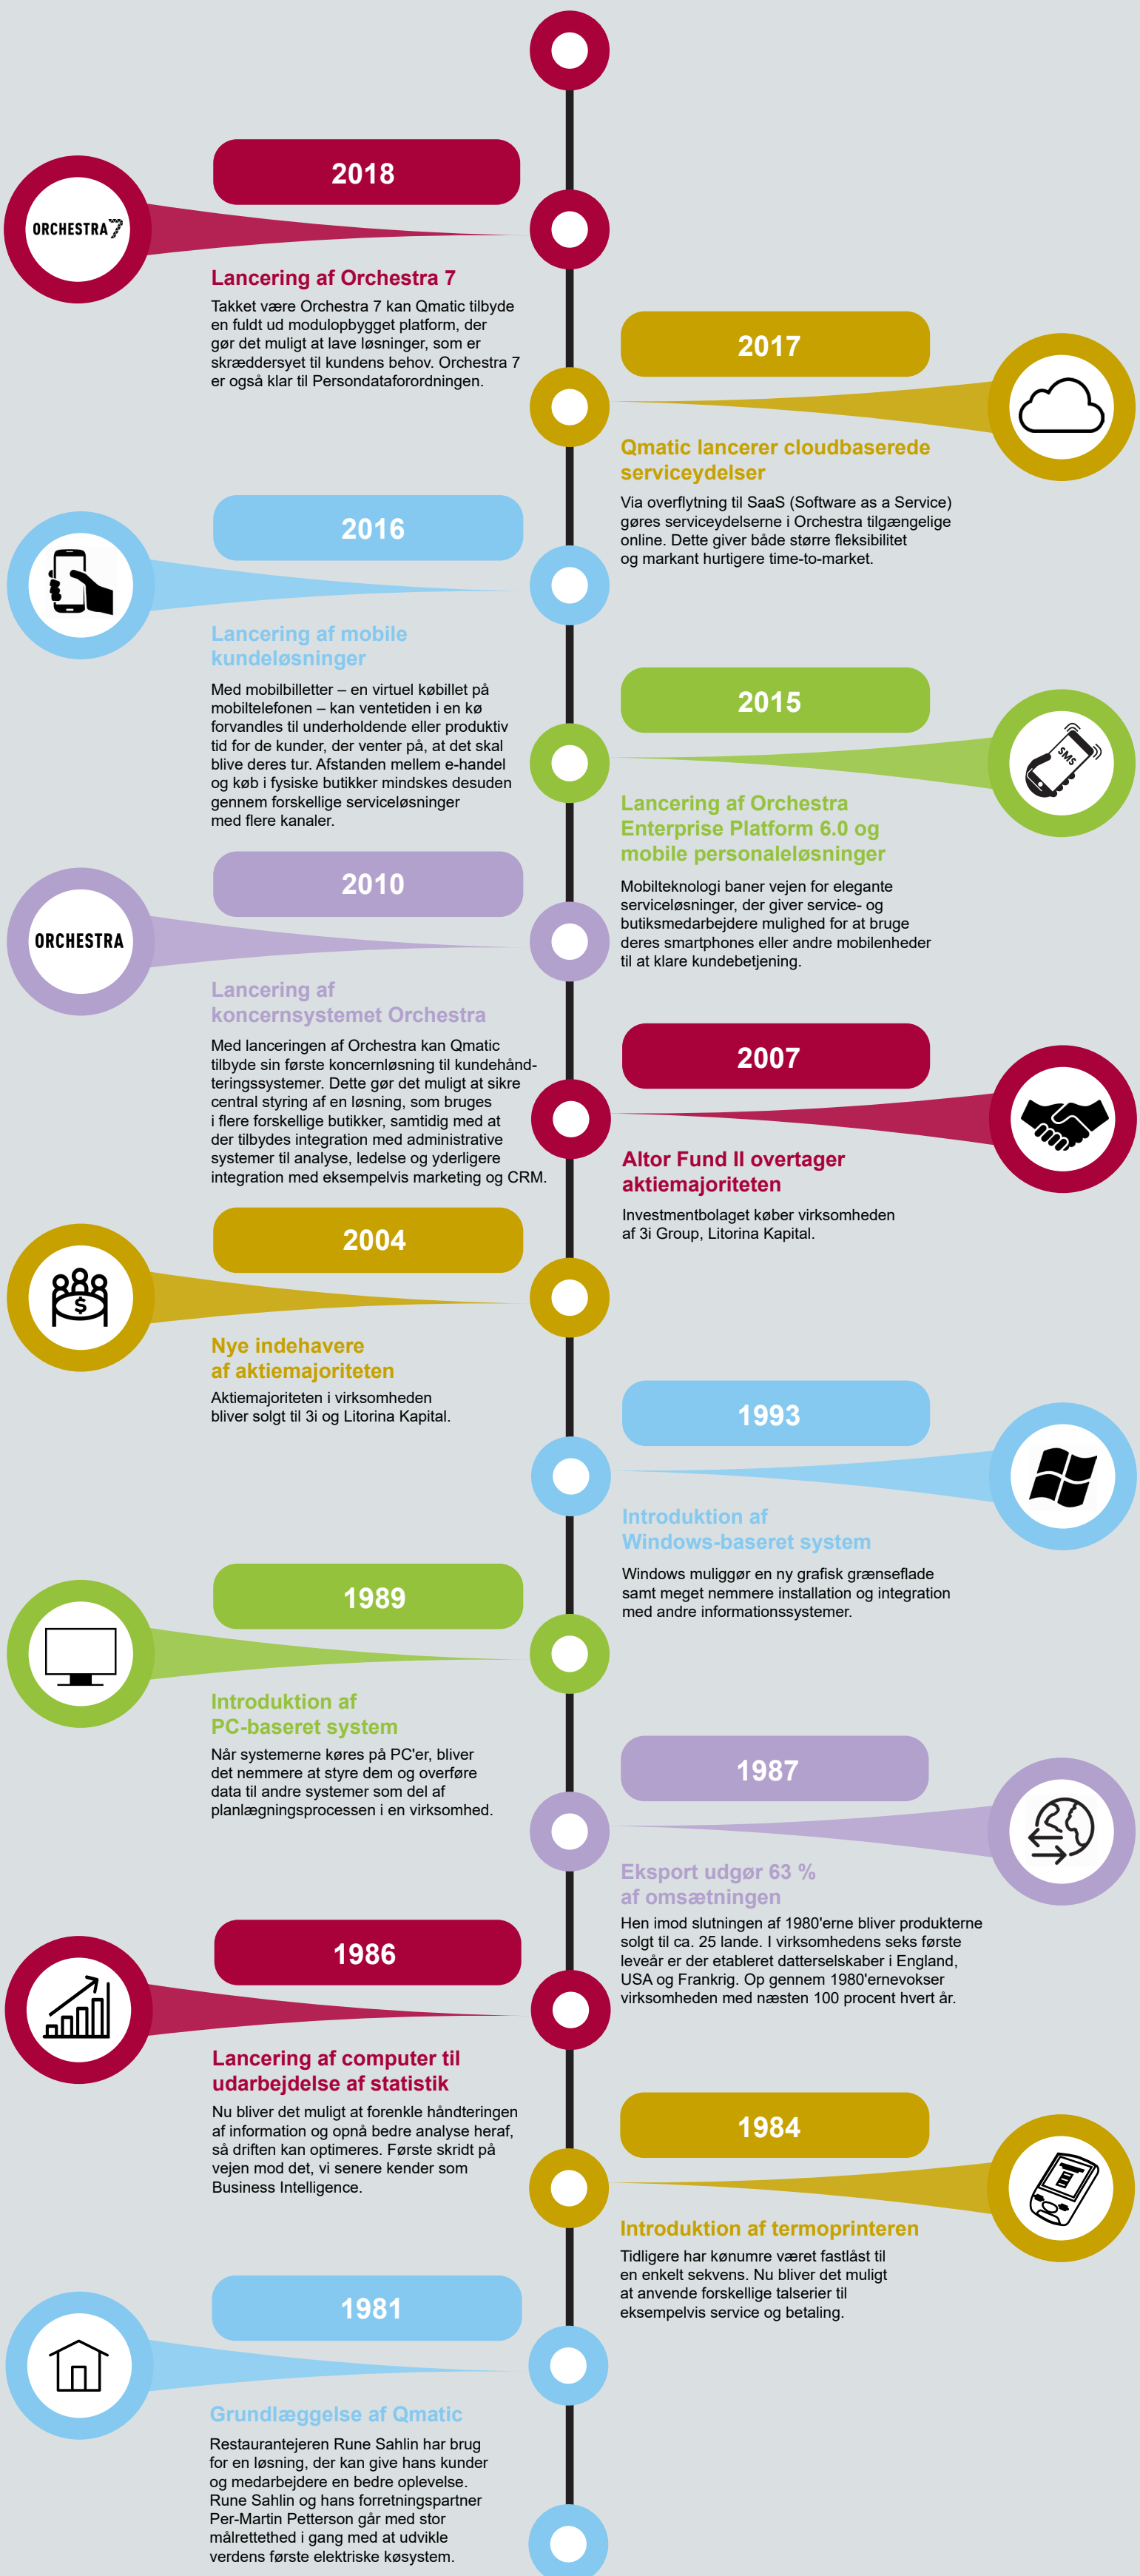 2018
ORCHESTRA 7
Lancering af Orchestra 7
Takket være Orchestra 7 kan Qmatic tilbyde
en fuldt ud modulopbygget platform, der
gør det muligt at lave løsninger, som er
skræddersyet til kundens behov. Orchestra 7
er også klar til Persondataforordningen.
2017
Qmatic lancerer cloudbaserede
serviceydelser
Via overflytning til SaaS (Software as a Service)
gøres serviceydelserne i Orchestra tilgængelige
online. Dette giver både større fleksibilitet
og markant hurtigere time-to-market.
2016
Lancering af mobile
kundeløsninger
Med mobilbilletter – en virtuel købillet på
mobiltelefonen – kan ventetiden i en kø
forvandles til underholdende eller produktiv
tid for de kunder, der venter på, at det skal
blive deres tur. Afstanden mellem e-handel
og køb i fysiske butikker mindskes desuden
gennem forskellige serviceløsninger
med flere kanaler.
2015
SMS
Lancering af Orchestra
Enterprise Platform 6.0 og
mobile personaleløsninger
Mobilteknologi baner vejen for elegante
serviceløsninger, der giver service- og
butiksmedarbejdere mulighed for at bruge
deres smartphones eller andre mobilenheder
til at klare kundebetjening.
2010
ORCHESTRA
Lancering af
koncernsystemet Orchestra
Med lanceringen af Orchestra kan Qmatic
tilbyde sin første koncernløsning til kundehånd-
teringssystemer. Dette gør det muligt at sikre
central styring af en løsning, som bruges
i flere forskellige butikker, samtidig med at
der tilbydes integration med administrative
systemer til analyse, ledelse og yderligere
integration med eksempelvis marketing og CRM.
2007
Altor Fund II overtager
aktiemajoriteten
Investmentbolaget køber virksomheden
af 3i Group, Litorina Kapital.
2004
$
Nye indehavere
af aktiemajoriteten
Aktiemajoriteten i virksomheden
bliver solgt til 3i og Litorina Kapital.
1993
Introduktion af
Windows-baseret system
Windows muliggør en ny grafisk grænseflade
samt meget nemmere installation og integration
med andre informationssystemer.
1989
Introduktion af
PC-baseret system
Når systemerne køres på PC'er, bliver
det nemmere at styre dem og overføre
data til andre systemer som del af
planlægningsprocessen i en virksomhed.
1987
Eksport udgør 63 %
af omsætningen
Hen imod slutningen af 1980'erne bliver produkterne
solgt til ca. 25 lande. I virksomhedens seks første
leveår er der etableret datterselskaber i England,
USA og Frankrig. Op gennem 1980'ernevokser
virksomheden med næsten 100 procent hvert år.
1986
Lancering af computer til
udarbejdelse af statistik
Nu bliver det muligt at forenkle håndteringen
af information og opnå bedre analyse heraf,
så driften kan optimeres. Første skridt på
vejen mod det, vi senere kender som
Business Intelligence.
1984
Introduktion af termoprinteren
Tidligere har kønumre været fastlåst til
en enkelt sekvens. Nu bliver det muligt
at anvende forskellige talserier til
eksempelvis service og betaling.
1981
Grundlæggelse af Qmatic
Restaurantejeren Rune Sahlin har brug
for en løsning, der kan give hans kunder
og medarbejdere en bedre oplevelse.
Rune Sahlin og hans forretningspartner
Per-Martin Petterson går med stor
målrettethed i gang med at udvikle
verdens første elektriske køsystem.